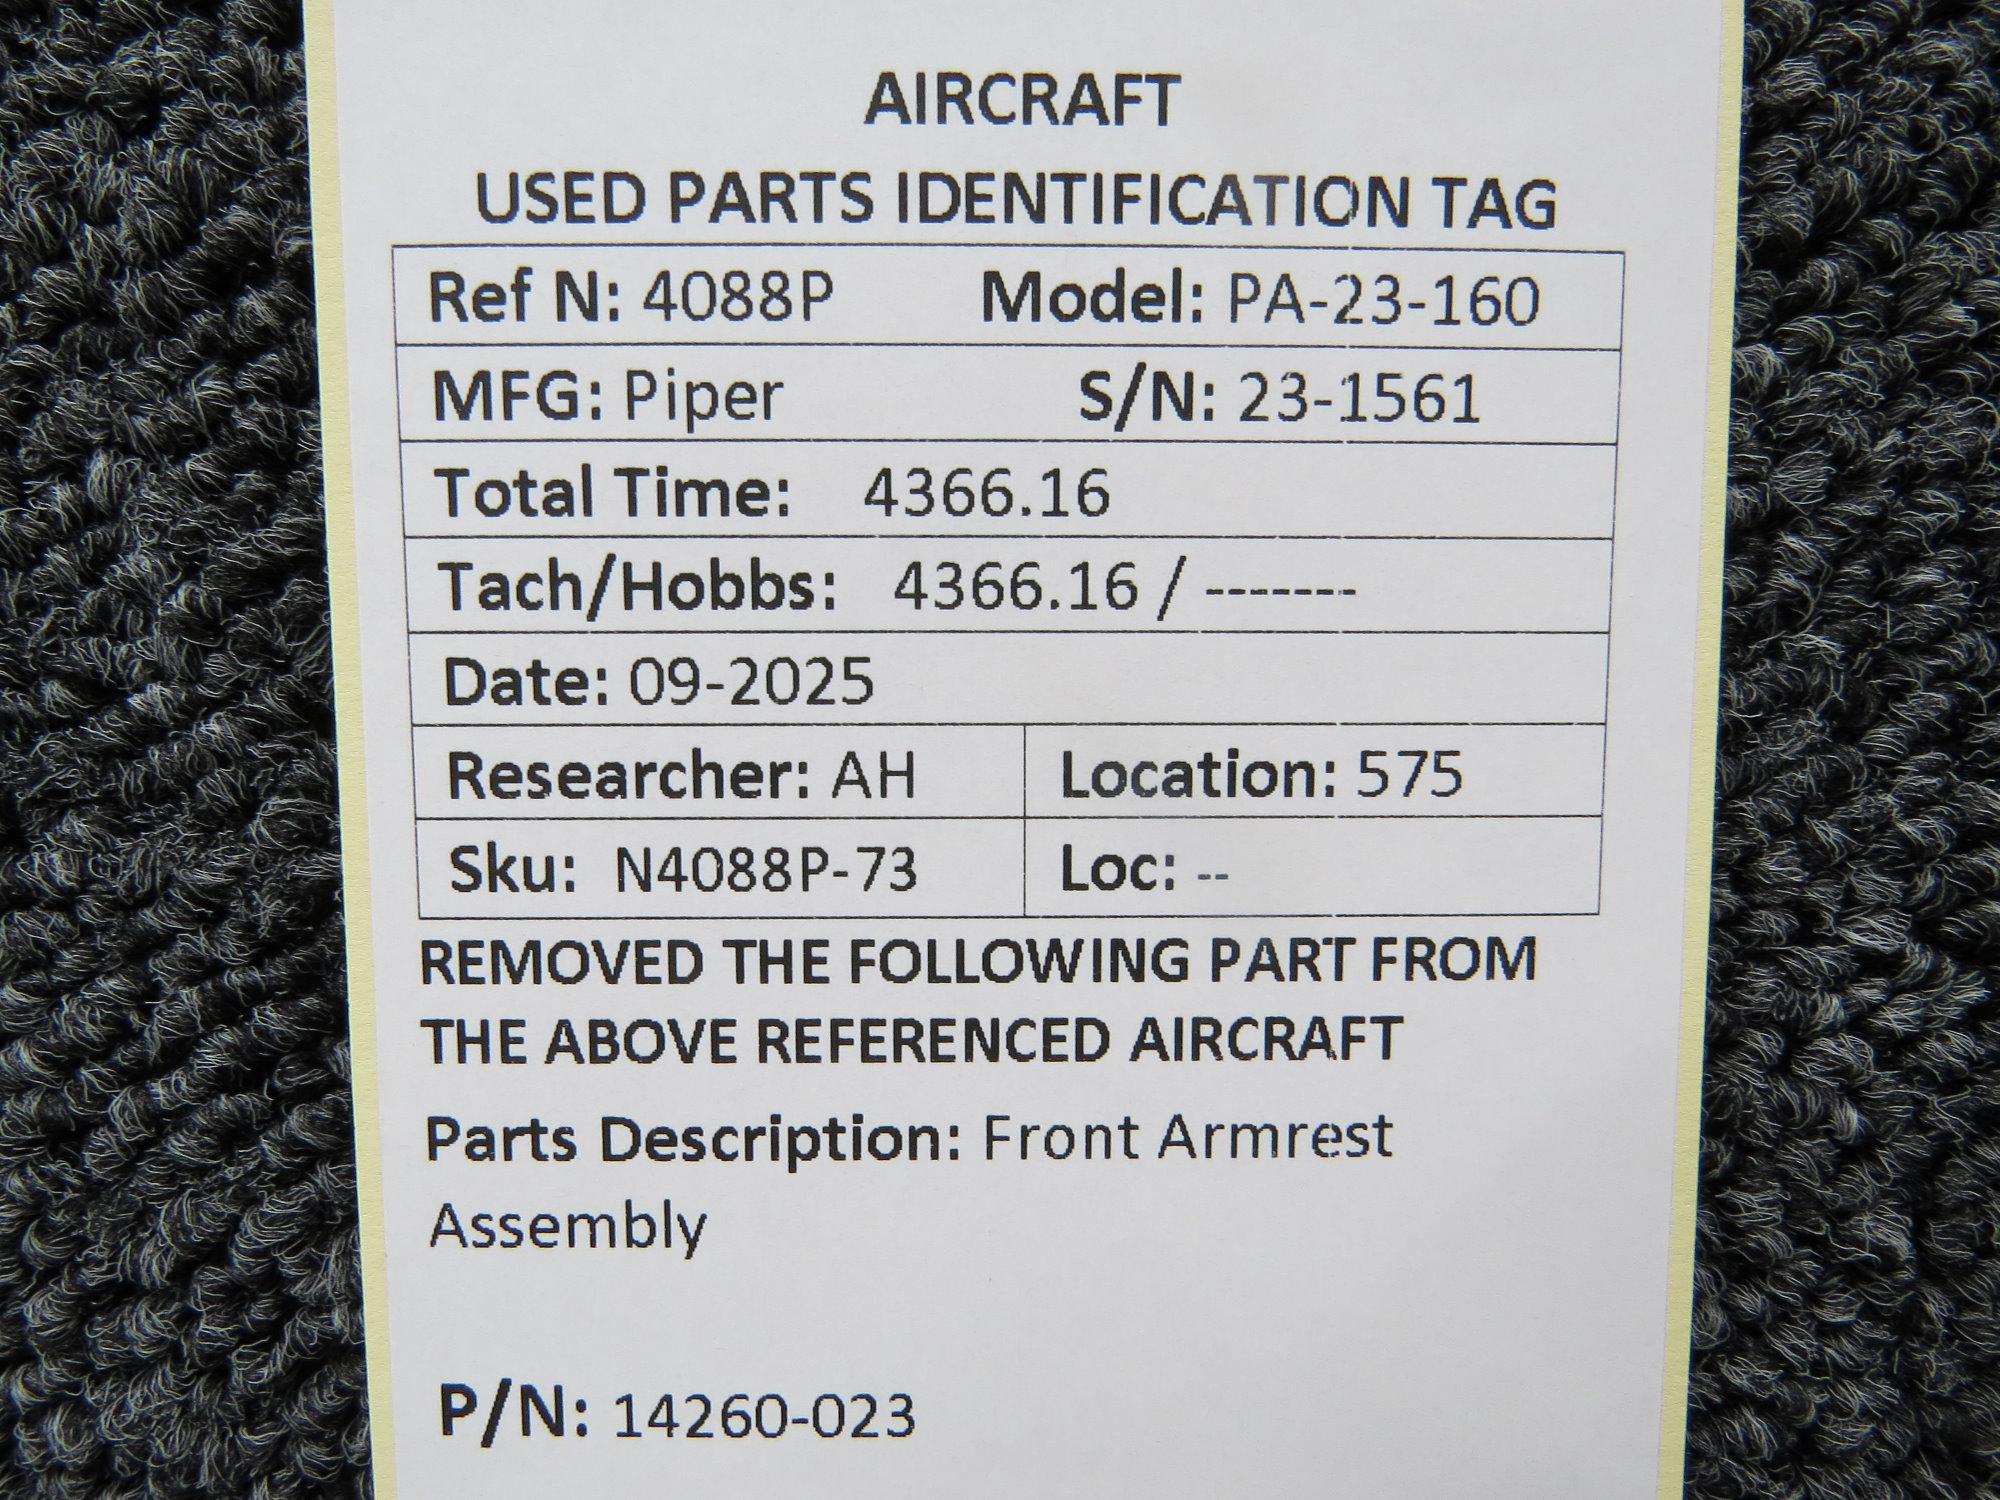 AIRCRAFT
USED PARTS IDENTIFICATION TAG
Ref N: 4088P Model: PA-23-160
MFG: Piper S/N: 23-1561
Total Time: 4366.16
Tach/Hobbs: 4366.16 / -------
Date: 09-2025
Researcher: AH Location: 575
Sku: N4088P-73 Loc: --
REMOVED THE FOLLOWING PART FROM
THE ABOVE REFERENCED AIRCRAFT
Parts Description: Front Armrest
Assembly
P/N: 14260-023